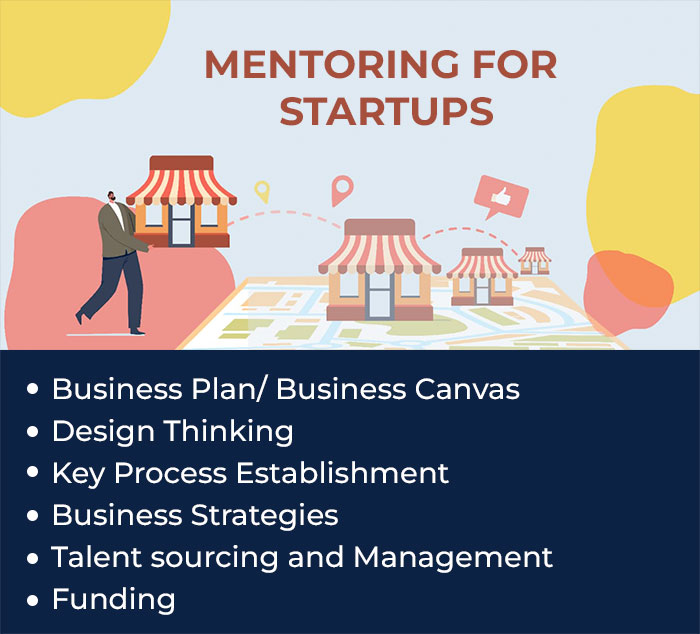 MENTORING FOR
STARTUPS
• Business Plan/ Business Canvas
• Design Thinking
• Key Process Establishment
• Business Strategies
• Talent sourcing and Management
• Funding